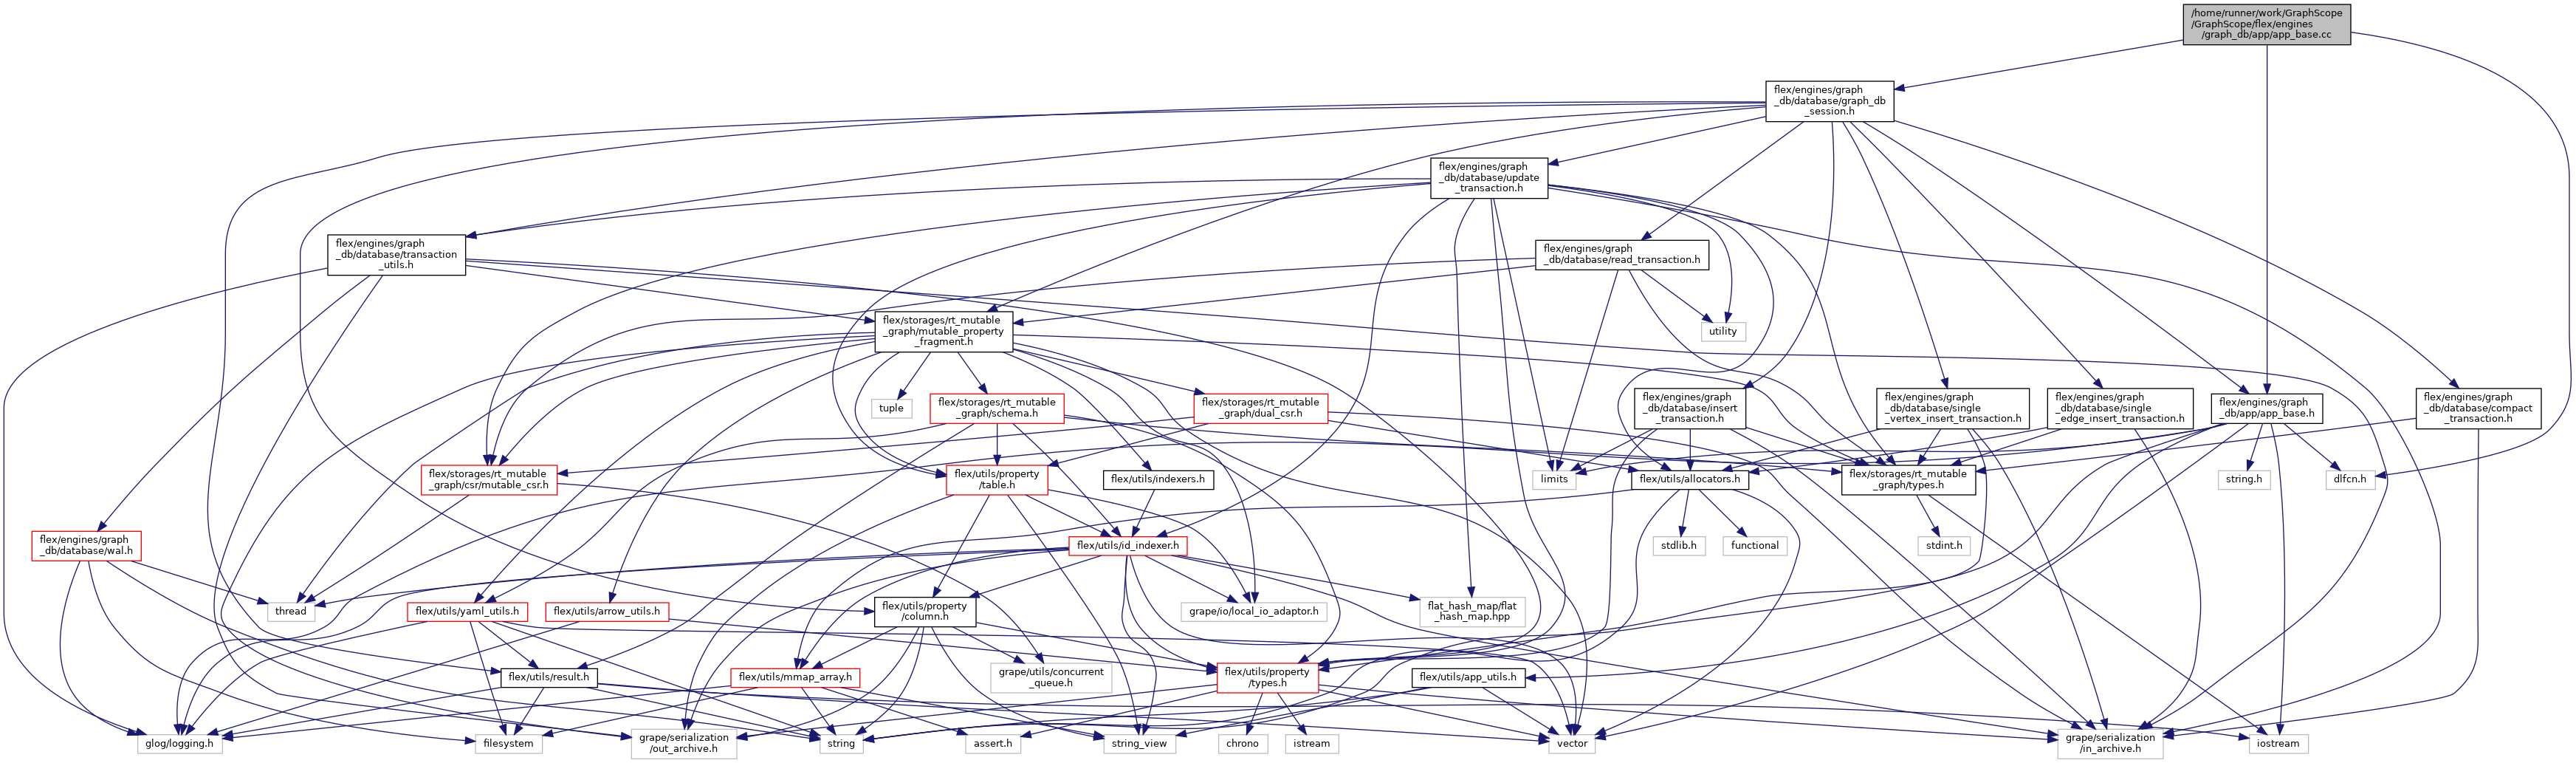 /home/runner/work/GraphScope
/GraphScope/flex/engines
/graph_db/app/app_base.cc
flex/engines/graph
_db/database/graph_db
_session.h
flex/engines/graph
_db/database/update
_transaction.h
flex/engines/graph
_db/database/transaction
_utils.h
flex/engines/graph
_db/database/read_transaction.h
flex/storages/rt_mutable
_graph/mutable_property
_fragment.h
utility
tuple
flex/storages/rt_mutable
_graph/schema.h
flex/storages/rt_mutable
_graph/dual_csr.h
flex/engines/graph
_db/database/insert
_transaction.h
flex/engines/graph
_db/database/single
_vertex_insert_transaction.h
flex/engines/graph
_db/database/single
_edge_insert_transaction.h
flex/engines/graph
_db/app/app_base.h
flex/engines/graph
_db/database/compact
_transaction.h
flex/storages/rt_mutable
_graph/csr/mutable_csr.h
flex/utils/property
/table.h
flex/utils/indexers.h
limits
flex/utils/allocators.h
flex/storages/rt_mutable
_graph/types.h
string.h
dlfcn.h
flex/engines/graph
_db/database/wal.h
flex/utils/id_indexer.h
stdlib.h
functional
stdint.h
thread
flex/utils/yaml_utils.h
flex/utils/arrow_utils.h
flex/utils/property
/column.h
grape/io/local_io_adaptor.h
flat_hash_map/flat
_hash_map.hpp
flex/utils/result.h
flex/utils/mmap_array.h
grape/utils/concurrent
_queue.h
flex/utils/property
/types.h
flex/utils/app_utils.h
glog/logging.h
filesystem
grape/serialization
/out_archive.h
string
assert.h
string_view
chrono
istream
vector
grape/serialization
/in_archive.h
iostream